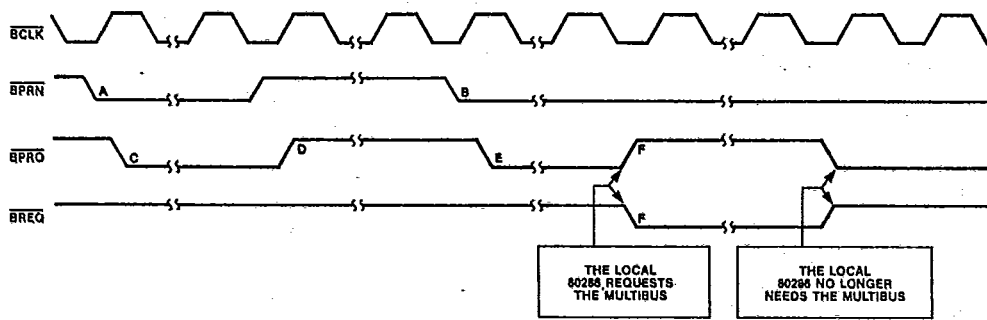 BCLK
BPRN
A
B
BPRO
C
D
E
F
BREQ
F
THE LOCAL
80286 REQUESTS
THE MULTIBUS
THE LOCAL
80286 NO LONGER
NEEDS THE MULTIBUS